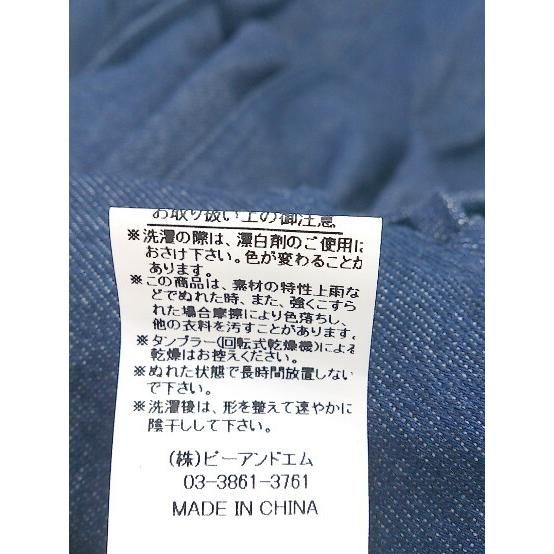 お取り扱い上の御注意
※洗濯の際は、漂白剤のご使用に
おさけ下さい。色が変わることが
あります。
※この商品は、素材の特性上雨な
どでぬれた時、また、強くこすら
れた場合摩擦により色落ちし、
他の衣料を汚すことがあります。
※タンブラー(回転式乾燥機)による
乾燥はお控えください。
※ぬれた状態で長時間放置しない
で下さい。
※洗濯後は、形を整えて速やかに
陰干しして下さい。
(株)ビーアンドエム
03-3861-3761
MADE IN CHINA